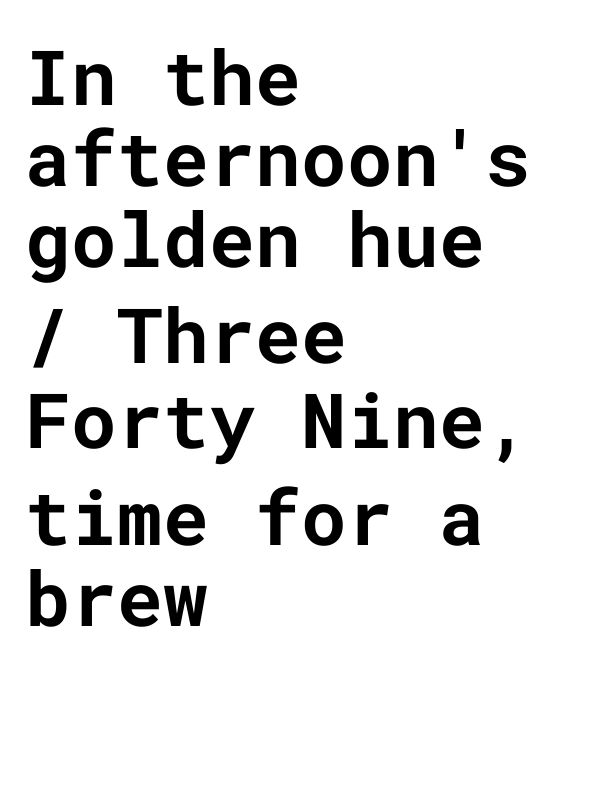 In the
afternoon's
golden hue
/ Three
Forty Nine,
time for a
brew